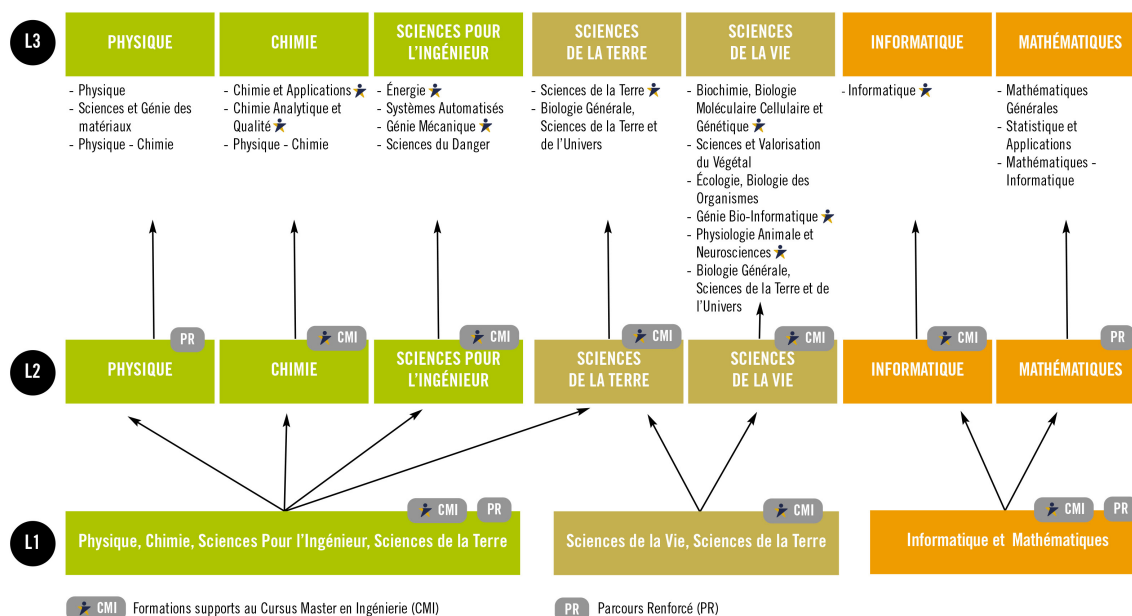 L3
PHYSIQUE
CHIMIE
SCIENCES POUR
L'INGÉNIEUR
SCIENCES
DE LA TERRE
SCIENCES
DE LA VIE
INFORMATIQUE
MATHÉMATIQUES
- Physique
- Sciences et Génie des
matériaux
- Physique - Chimie
- Chimie et Applications
- Chimie Analytique et
Qualité
- Physique - Chimie
- Énergie
- Systèmes Automatisés
- Génie Mécanique
- Sciences du Danger
- Sciences de la Terre
- Biologie Générale,
Sciences de la Terre et
de l'Univers
- Biochimie, Biologie
Moléculaire Cellulaire et
Génétique
- Sciences et Valorisation
du Végétal
- Écologie, Biologie des
Organismes
- Génie Bio-Informatique
- Physiologie Animale et
Neurosciences
- Biologie Générale,
Sciences de la Terre et de
l'Univers
- Informatique
- Mathématiques
Générales
- Statistique et
Applications
- Mathématiques -
Informatique
L2
PR
PHYSIQUE
CMI
CHIMIE
CMI
SCIENCES POUR
L'INGÉNIEUR
CMI
SCIENCES
DE LA TERRE
CMI
SCIENCES
DE LA VIE
CMI
INFORMATIQUE
PR
MATHÉMATIQUES
L1
CMI
PR
Physique, Chimie, Sciences Pour l'Ingénieur, Sciences de la Terre
CMI
Sciences de la Vie, Sciences de la Terre
CMI
PR
Informatique et Mathématiques
CMI Formations supports au Cursus Master en Ingénierie (CMI)
PR Parcours Renforcé (PR)